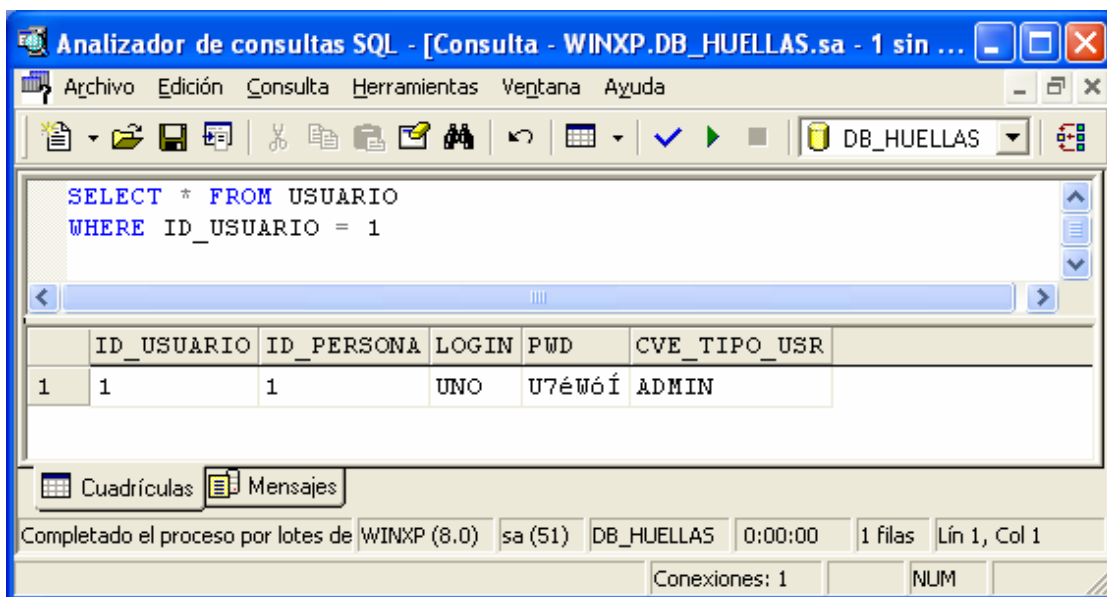 Analizador de consultas SQL - [Consulta - WINXP.DB_HUELLAS.sa - 1 sin ...
Archivo Edición Consulta Herramientas Ventana Ayuda
DB_HUELLAS
SELECT * FROM USUARIO
WHERE ID_USUARIO = 1
ID_USUARIO ID_PERSONA LOGIN PWD CVE_TIPO_USR
1 1 1 UNO U7éWóÍ ADMIN
Cuadrículas Mensajes
Completado el proceso por lotes de WINXP (8.0) sa (51) DB_HUELLAS 0:00:00 1 filas Lín 1, Col 1
Conexiones: 1 NUM